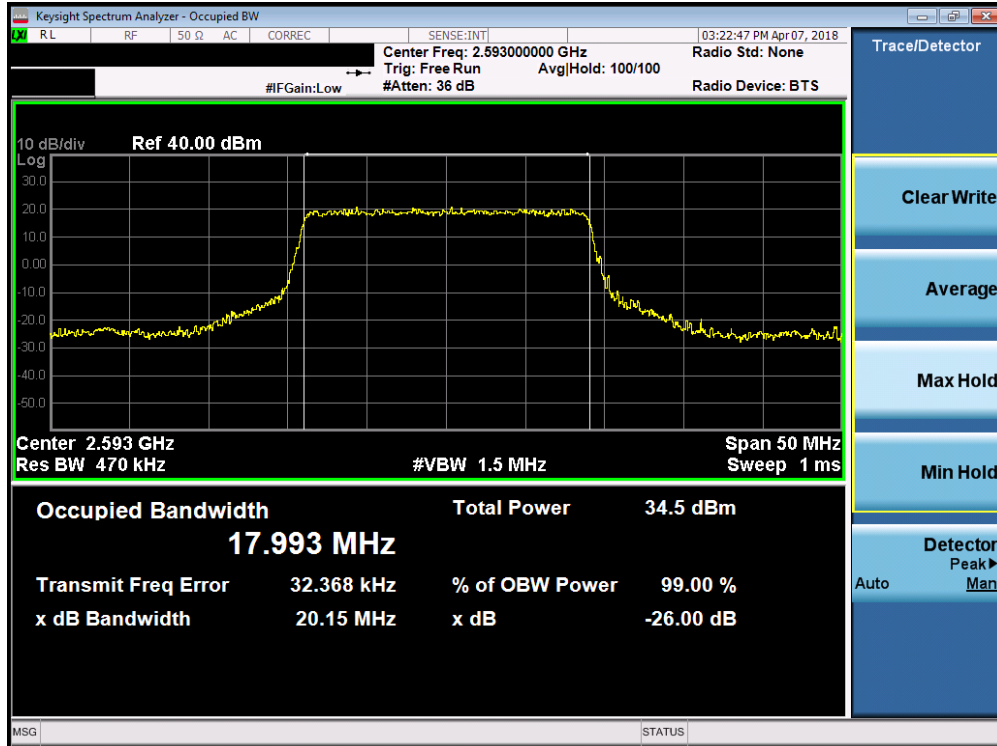 Keysight Spectrum Analyzer - Occupied BW
LXI RL RF 50 Ω AC CORREC SENSE:INT 03:22:47 PM Apr 07, 2018
Center Freq: 2.593000000 GHz Radio Std: None
Trig: Free Run Avg|Hold: 100/100
#IFGain:Low #Atten: 36 dB Radio Device: BTS
10 dB/div Ref 40.00 dBm
Log
30.0
20.0
10.0
0.00
-10.0
-20.0
-30.0
-40.0
-50.0
Center 2.593 GHz Span 50 MHz
Res BW 470 kHz #VBW 1.5 MHz Sweep 1 ms
Occupied Bandwidth Total Power 34.5 dBm
17.993 MHz
Transmit Freq Error 32.368 kHz % of OBW Power 99.00 %
x dB Bandwidth 20.15 MHz x dB -26.00 dB
MSG STATUS
Trace/Detector
Clear Write
Average
Max Hold
Min Hold
Detector
Peak▶
Auto Man